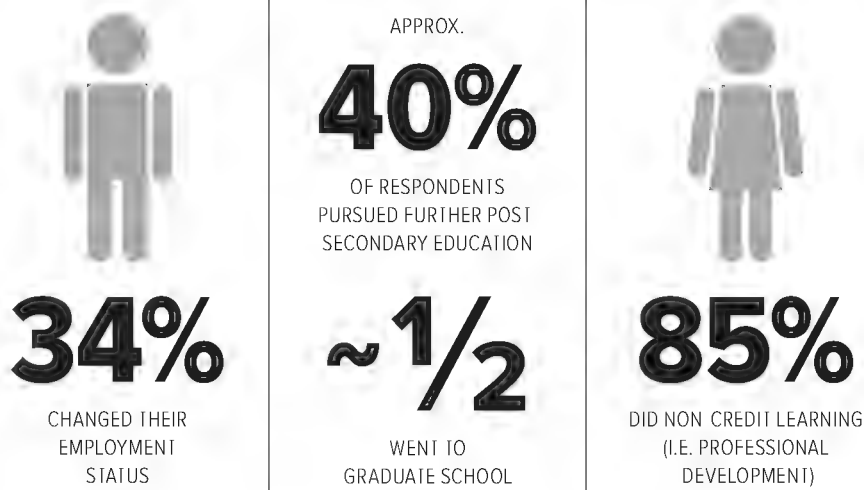 34%
CHANGED THEIR
EMPLOYMENT
STATUS
APPROX.
40%
OF RESPONDENTS
PURSUED FURTHER POST
SECONDARY EDUCATION
~1/2
WENT TO
GRADUATE SCHOOL
85%
DID NON CREDIT LEARNING
(I.E. PROFESSIONAL
DEVELOPMENT)